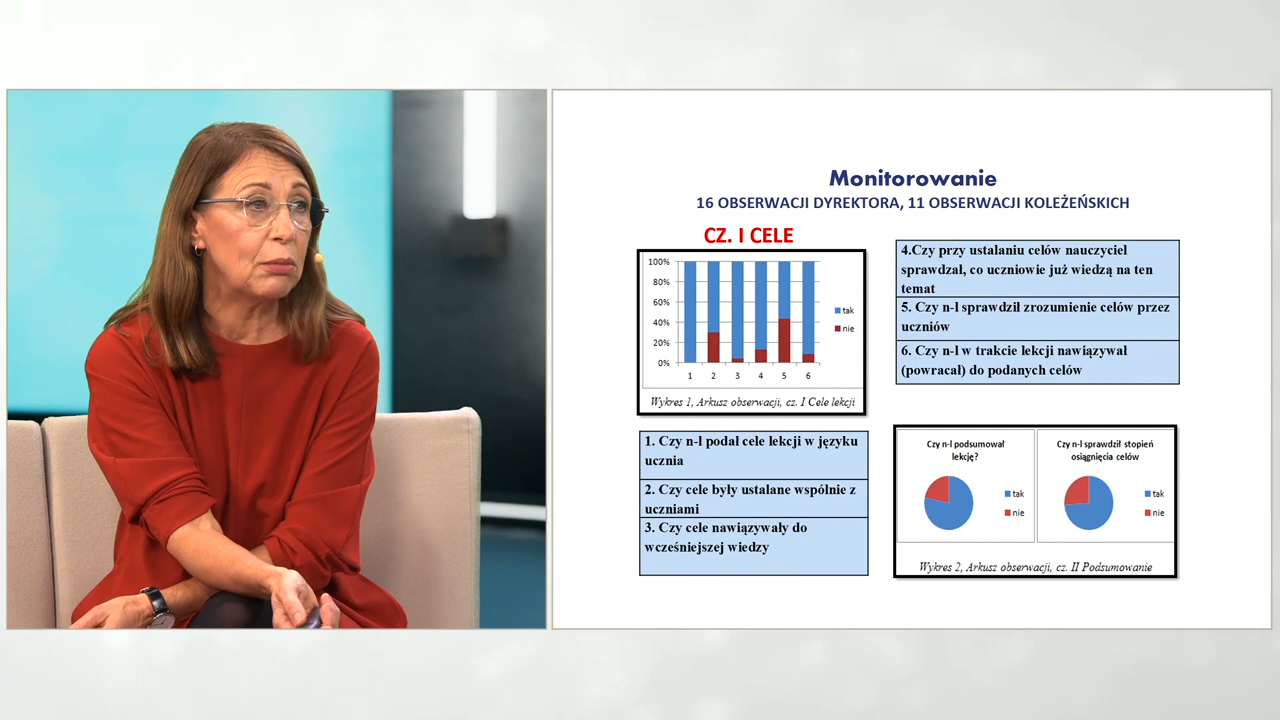 Monitorowanie
16 OBSERWACJI DYREKTORA, 11 OBSERWACJI KOLEŻEŃSKICH
CZ. I CELE
100%
80%
60%
40%
20%
0%
1 2 3 4 5 6
tak
nie
Wykres 1, Arkusz obserwacji, cz. I Cele lekcji
1. Czy n-l podał cele lekcji w języku
ucznia
2. Czy cele były ustalane wspólnie z
uczniami
3. Czy cele nawiązywały do
wcześniejszej wiedzy
4.Czy przy ustalaniu celów nauczyciel
sprawdzał, co uczniowie już wiedzą na ten
temat
5. Czy n-l sprawdził zrozumienie celów przez
uczniów
6. Czy n-l w trakcie lekcji nawiązywał
(powracał) do podanych celów
Czy n-l podsumował
lekcję?
tak
nie
Czy n-l sprawdził stopień
osiągnięcia celów
tak
nie
Wykres 2, Arkusz obserwacji, cz. II Podsumowanie